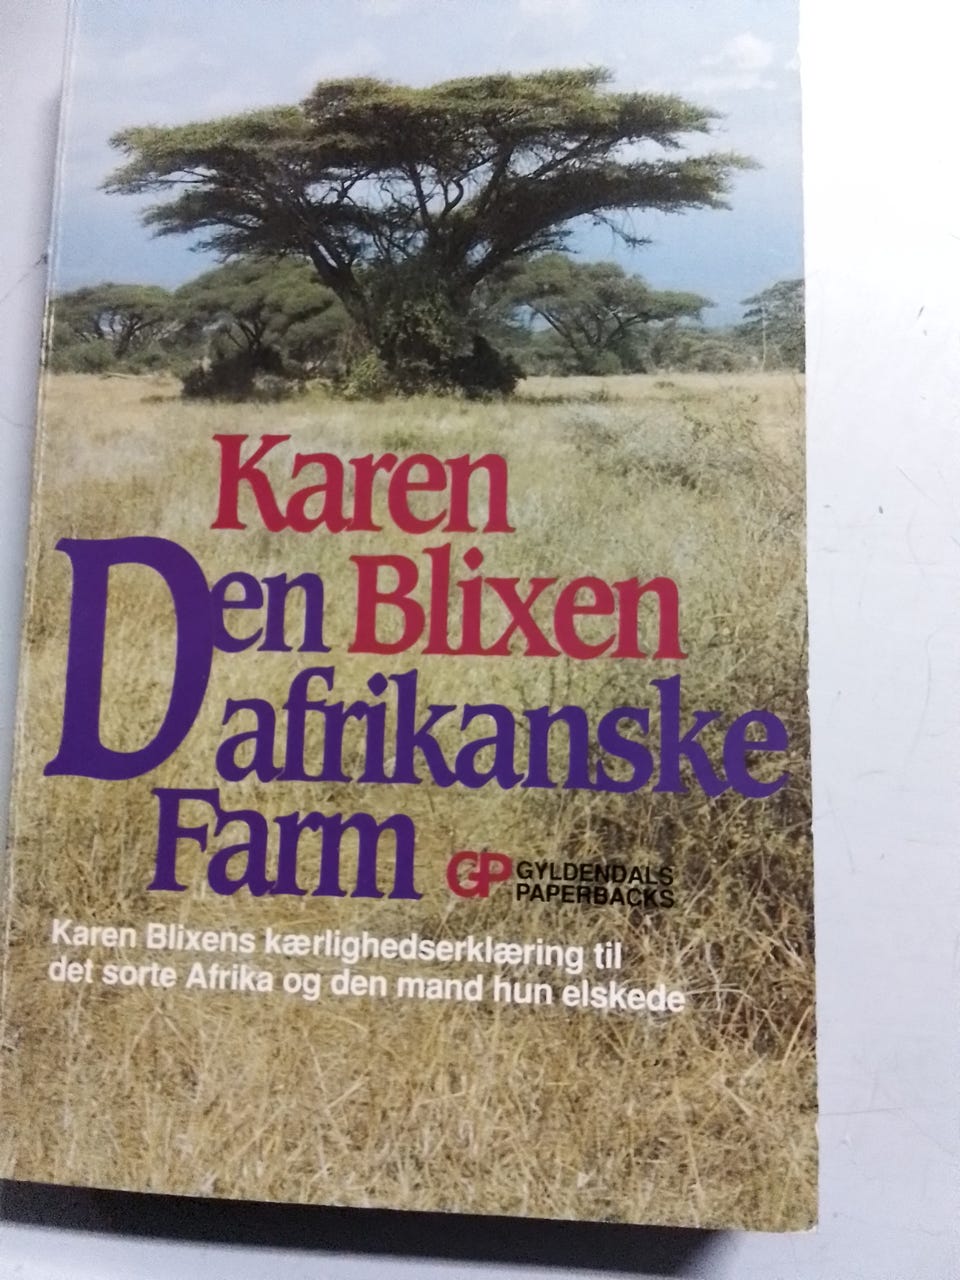 Karen
Den Blixen
afrikanske
Farm
GP GYLDENDALS
PAPERBACKS
Karen Blixens kærlighedserklæring til
det sorte Afrika og den mand hun elskede